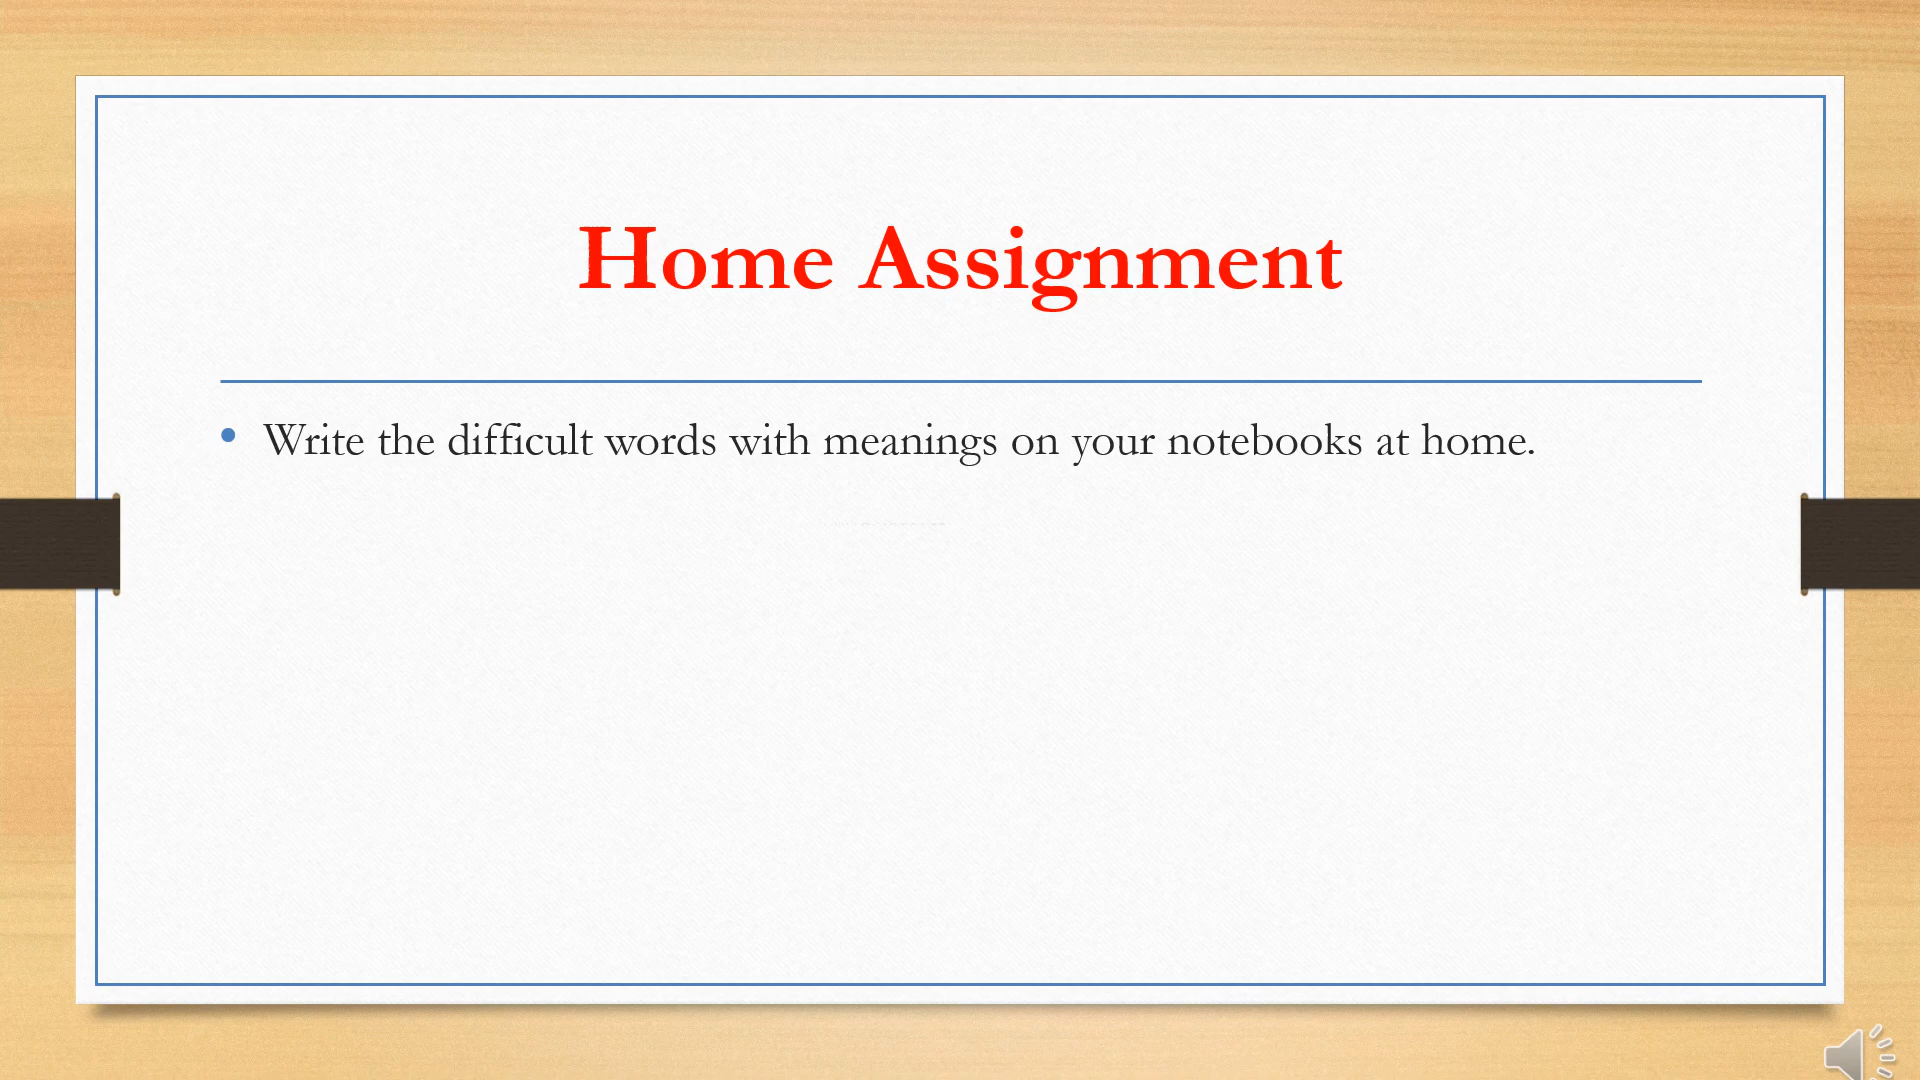 Home Assignment
• Write the difficult words with meanings on your notebooks at home.